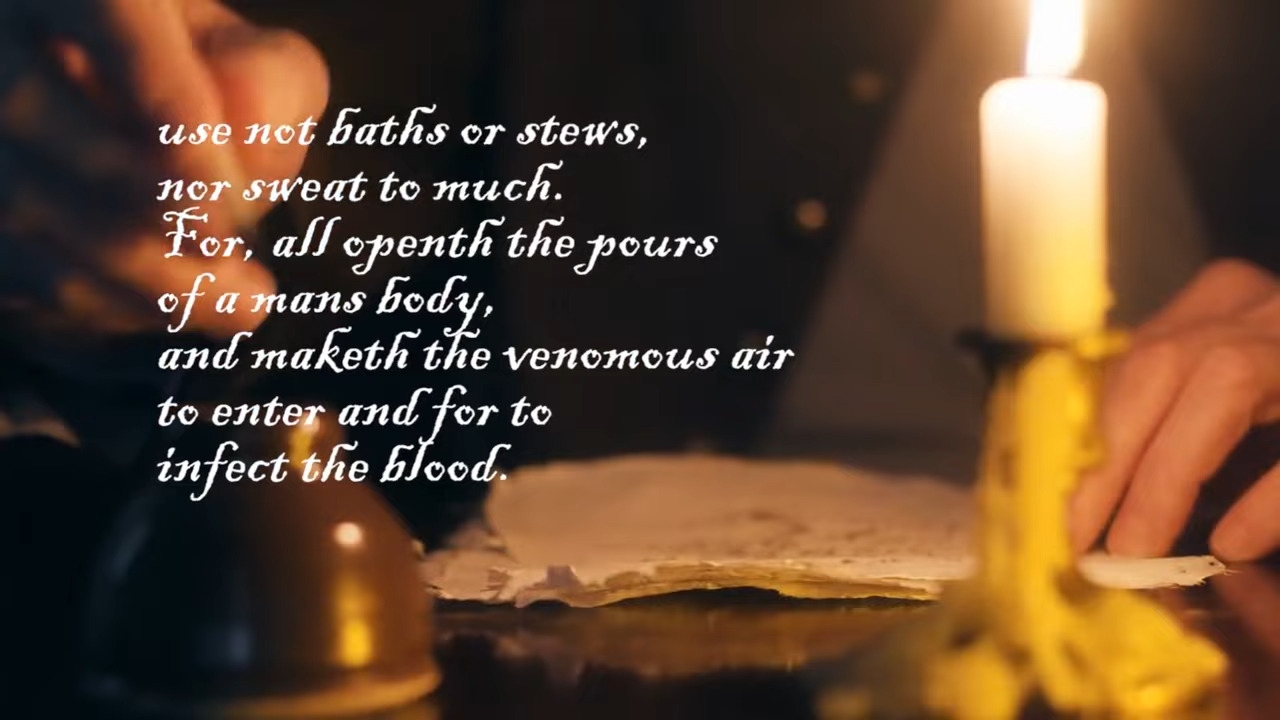 use not baths or stews,
nor sweat to much.
For, all openth the pours
of a mans body,
and maketh the venomous air
to enter and for to
infect the blood.